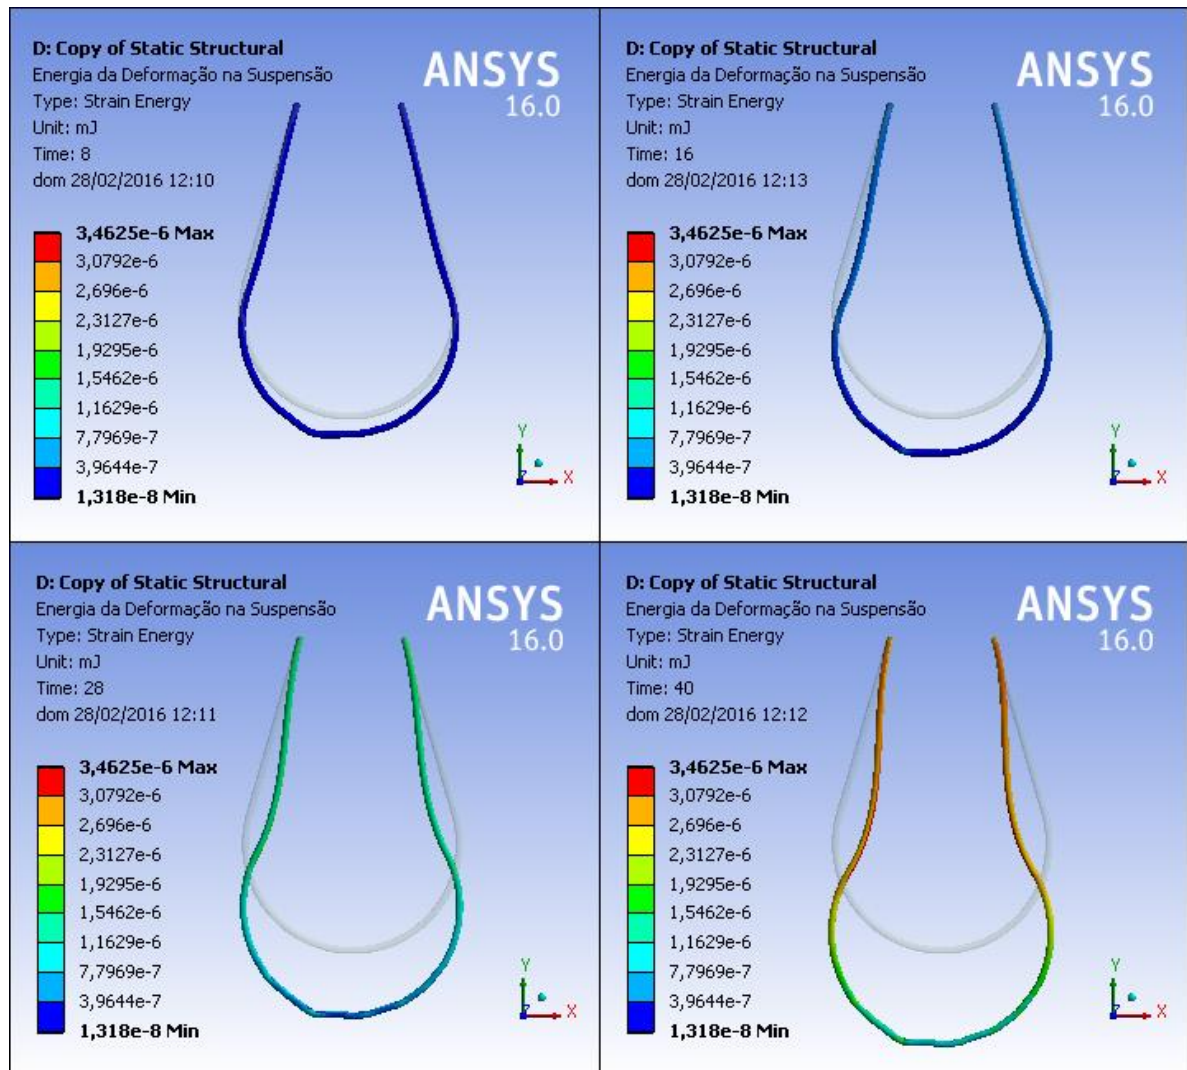 D: Copy of Static Structural
Energia da Deformação na Suspensão
Type: Strain Energy
Unit: mJ
Time: 8
dom 28/02/2016 12:10
ANSYS
16.0
3,4625e-6 Max
3,0792e-6
2,696e-6
2,3127e-6
1,9295e-6
1,5462e-6
1,1629e-6
7,7969e-7
3,9644e-7
1,318e-8 Min
Y
Z
X
D: Copy of Static Structural
Energia da Deformação na Suspensão
Type: Strain Energy
Unit: mJ
Time: 16
dom 28/02/2016 12:13
ANSYS
16.0
3,4625e-6 Max
3,0792e-6
2,696e-6
2,3127e-6
1,9295e-6
1,5462e-6
1,1629e-6
7,7969e-7
3,9644e-7
1,318e-8 Min
Y
Z
X
D: Copy of Static Structural
Energia da Deformação na Suspensão
Type: Strain Energy
Unit: mJ
Time: 28
dom 28/02/2016 12:11
ANSYS
16.0
3,4625e-6 Max
3,0792e-6
2,696e-6
2,3127e-6
1,9295e-6
1,5462e-6
1,1629e-6
7,7969e-7
3,9644e-7
1,318e-8 Min
Y
Z
X
D: Copy of Static Structural
Energia da Deformação na Suspensão
Type: Strain Energy
Unit: mJ
Time: 40
dom 28/02/2016 12:12
ANSYS
16.0
3,4625e-6 Max
3,0792e-6
2,696e-6
2,3127e-6
1,9295e-6
1,5462e-6
1,1629e-6
7,7969e-7
3,9644e-7
1,318e-8 Min
Y
Z
X